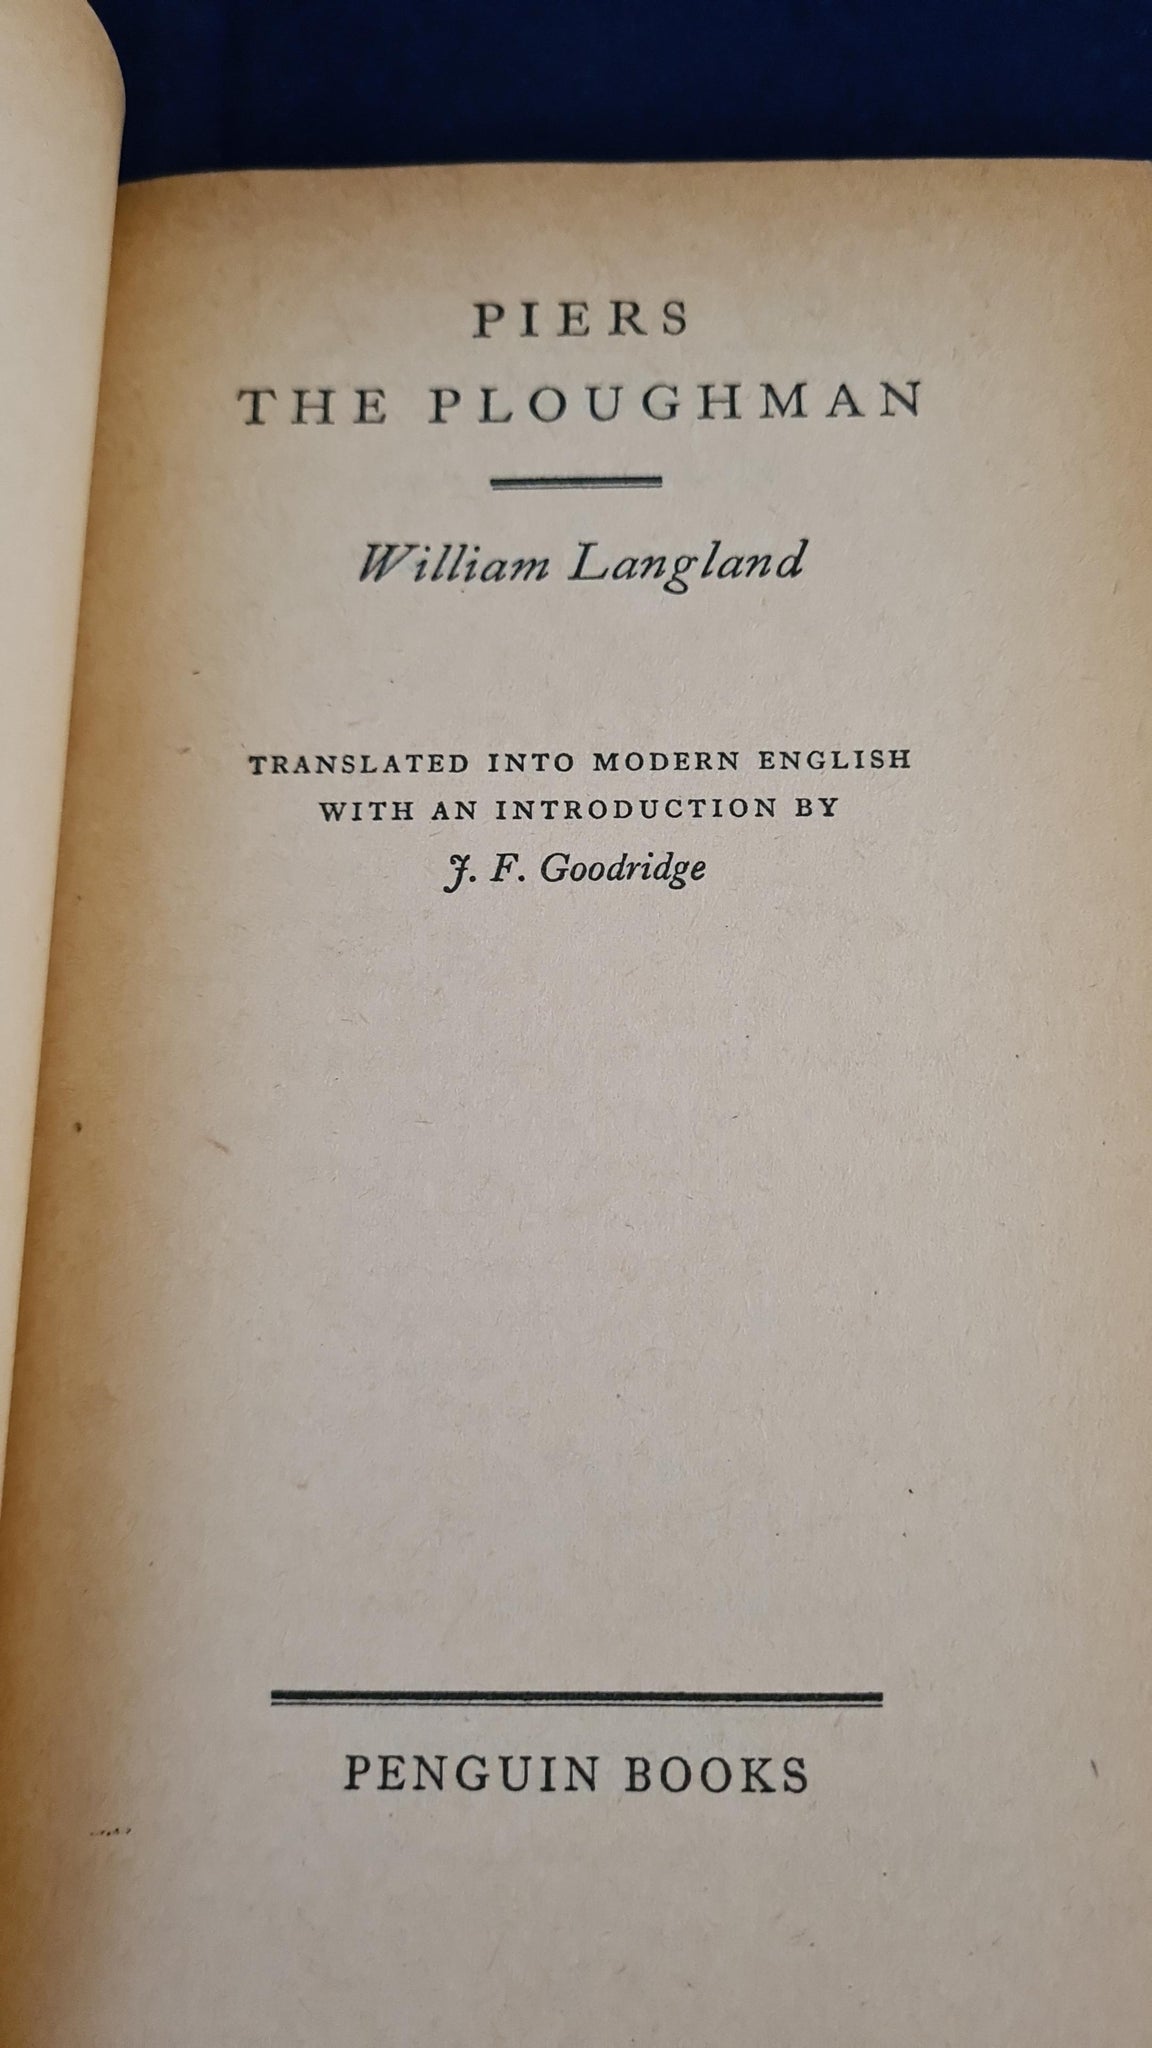 PIERS
THE PLOUGHMAN
William Langland
TRANSLATED INTO MODERN ENGLISH
WITH AN INTRODUCTION BY
J. F. Goodridge
PENGUIN BOOKS